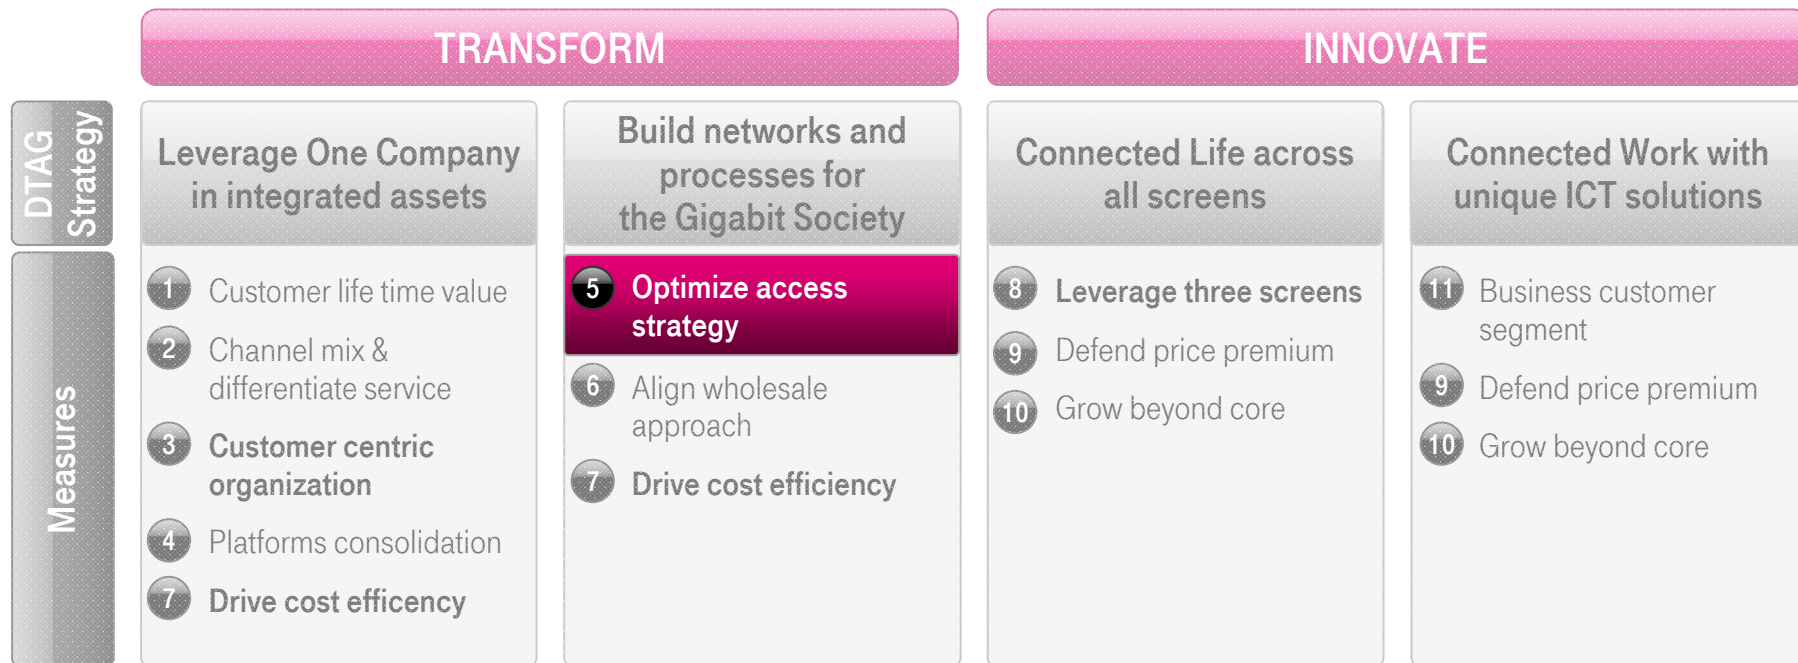 TRANSFORM
INNOVATE
DTAG
Strategy
Leverage One Company
in integrated assets
Build networks and
processes for
the Gigabit Society
Connected Life across
all screens
Connected Work with
unique ICT solutions
Measures
1 Customer life time value
2 Channel mix &
differentiate service
3 Customer centric
organization
4 Platforms consolidation
7 Drive cost efficency
5 Optimize access
strategy
6 Align wholesale
approach
7 Drive cost efficiency
8 Leverage three screens
9 Defend price premium
10 Grow beyond core
11 Business customer
segment
9 Defend price premium
10 Grow beyond core